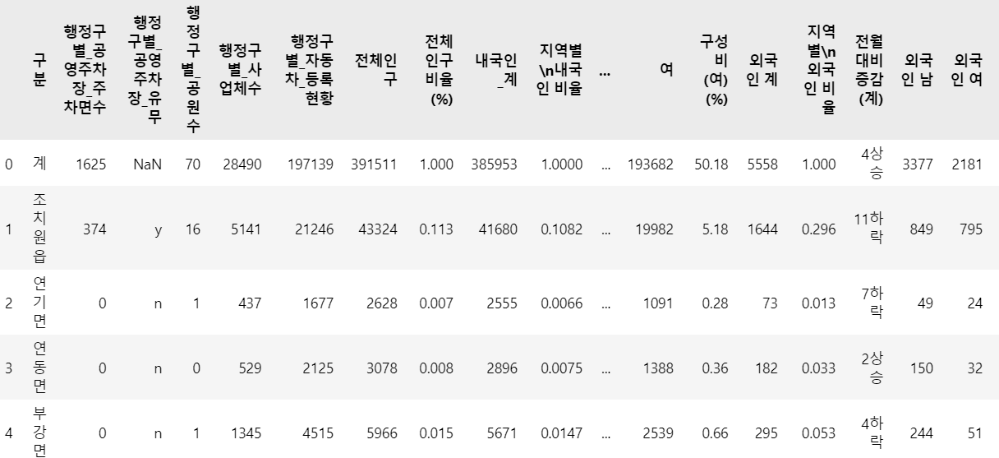 구
분
행정구
별_공
영주차
장_주
차면수
행정
구별_
공영
주차
장_유
무
행
정
구
별_
공
원
수
행정구
별_사
업체수
행정구
별_자동
차_등록
현황
전체인
구
전체
인구
비율
(%)
내국인
_계
지역별
\n내국
인 비율
...
여
구성
비
(여)
(%)
외국
인 계
지역
별\n
외국
인 비
율
전월
대비
증감
(계)
외국
인 남
외국
인 여
0 계 1625 NaN 70 28490 197139 391511 1.000 385953 1.0000 ... 193682 50.18 5558 1.000 4상승 3377 2181
1 조치원읍 374 y 16 5141 21246 43324 0.113 41680 0.1082 ... 19982 5.18 1644 0.296 11하락 849 795
2 연기면 0 n 1 437 1677 2628 0.007 2555 0.0066 ... 1091 0.28 73 0.013 7하락 49 24
3 연동면 0 n 0 529 2125 3078 0.008 2896 0.0075 ... 1388 0.36 182 0.033 2상승 150 32
4 부강면 0 n 1 1345 4515 5966 0.015 5671 0.0147 ... 2539 0.66 295 0.053 4하락 244 51